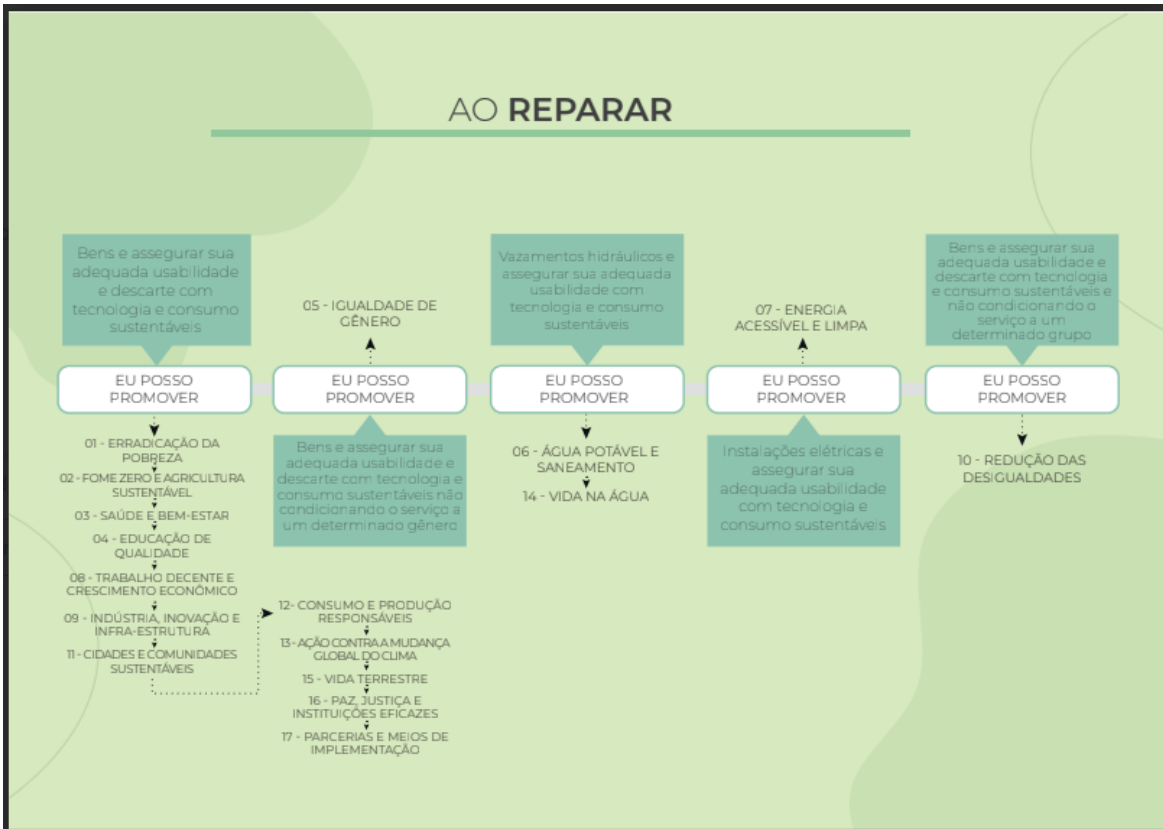 AO REPARAR
Bens e assegurar sua
adequada usabilidade
e descarte com
tecnologia e consumo
sustentáveis
EU POSSO
PROMOVER
01 - ERRADICAÇÃO DA
POBREZA
02 - FOME ZERO E AGRICULTURA
SUSTENTÁVEL
03 - SAÚDE E BEM-ESTAR
04 - EDUCAÇÃO DE
QUALIDADE
08 - TRABALHO DECENTE E
CRESCIMENTO ECONÔMICO
09 - INDÚSTRIA, INOVAÇÃO E
INFRA-ESTRUTURA
11 - CIDADES E COMUNIDADES
SUSTENTÁVEIS
12- CONSUMO E PRODUÇÃO
RESPONSÁVEIS
13 - AÇÃO CONTRA A MUDANÇA
GLOBAL DO CLIMA
15 - VIDA TERRESTRE
16 - PAZ, JUSTIÇA E
INSTITUIÇÕES EFICAZES
17 - PARCERIAS E MEIOS DE
IMPLEMENTAÇÃO
05 - IGUALDADE DE
GÊNERO
EU POSSO
PROMOVER
Bens e assegurar sua
adequada usabilidade e
descarte com tecnologia e
consumo sustentáveis não
condicionando o serviço a
um determinado gênero
Vazamentos hidráulicos e
assegurar sua adequada
usabilidade com
tecnologia e consumo
sustentáveis
EU POSSO
PROMOVER
06 - ÁGUA POTÁVEL E
SANEAMENTO
14 - VIDA NA ÁGUA
07 - ENERGIA
ACESSÍVEL E LIMPA
EU POSSO
PROMOVER
Instalações elétricas e
assegurar sua
adequada usabilidade
com tecnologia e
consumo sustentáveis
Bens e assegurar sua
adequada usabilidade e
descarte com tecnologia
e consumo sustentáveis e
não condicionando o
serviço a um
determinado grupo
EU POSSO
PROMOVER
10 - REDUÇÃO DAS
DESIGUALDADES